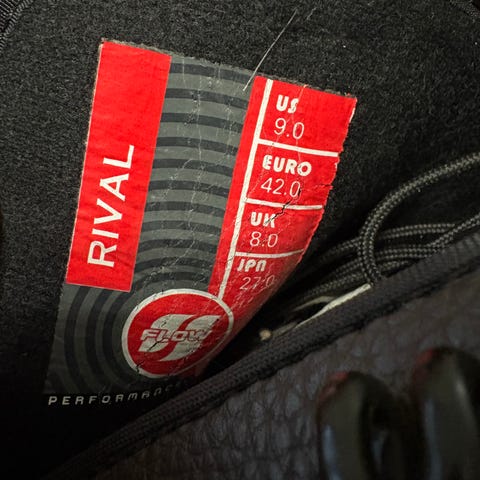 RIVAL
US
9.0
EURO
42.0
UK
8.0
JPN
27.0
FLOW
PERFORMANCE